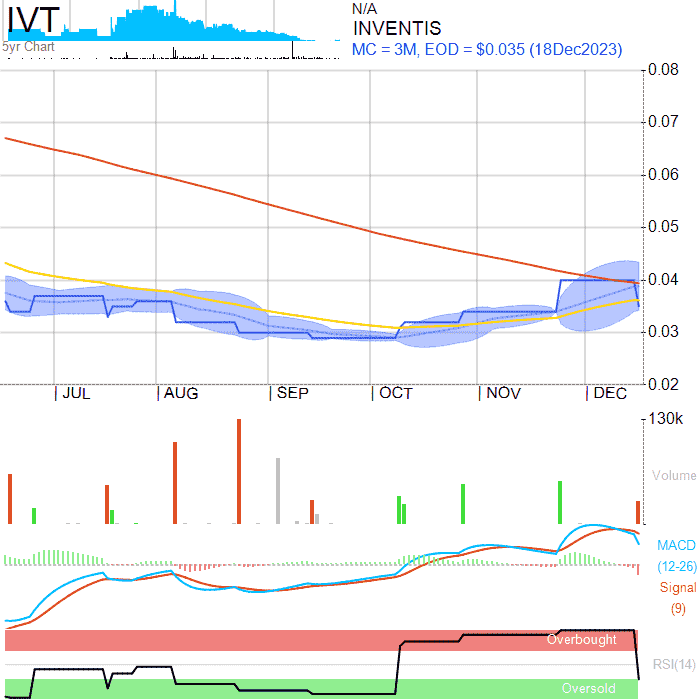 IVT
5yr Chart
N/A
INVENTIS
MC = 3M, EOD = $0.035 (18Dec2023)
0.08
0.07
0.06
0.05
0.04
0.03
0.02
JUL AUG SEP OCT NOV DEC
130k
Volume
MACD
(12-26)
Signal
(9)
Overbought
RSI(14)
Oversold